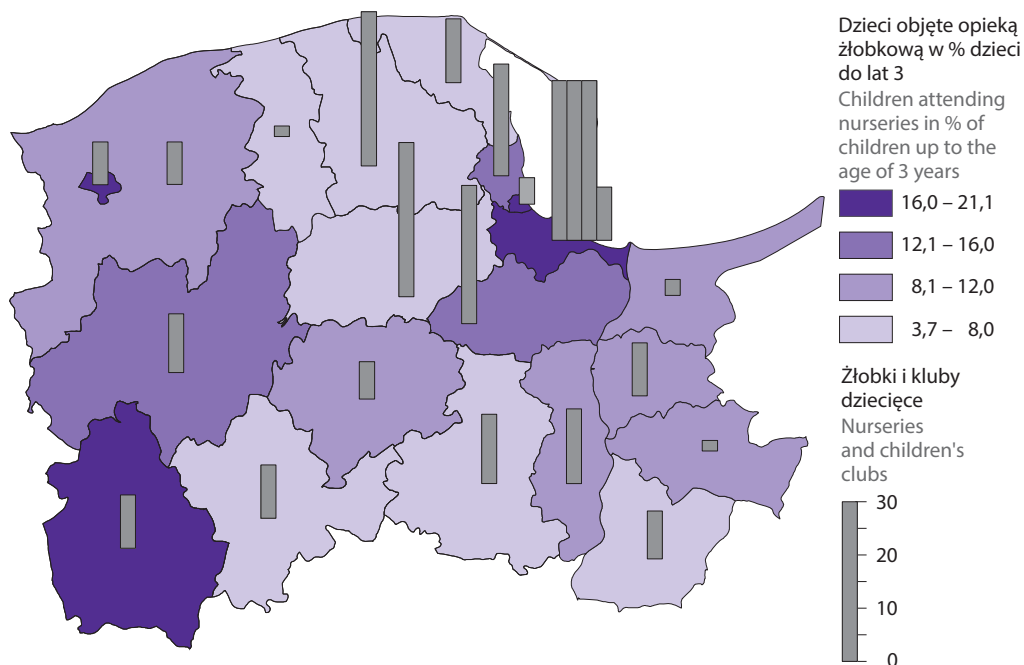 Dzieci objęte opieką
żłobkową w % dzieci
do lat 3
Children attending
nurseries in % of
children up to the
age of 3 years
16,0 – 21,1
12,1 – 16,0
8,1 – 12,0
3,7 – 8,0
Żłobki i kluby
dziecięce
Nurseries
and children's
clubs
30
20
10
0